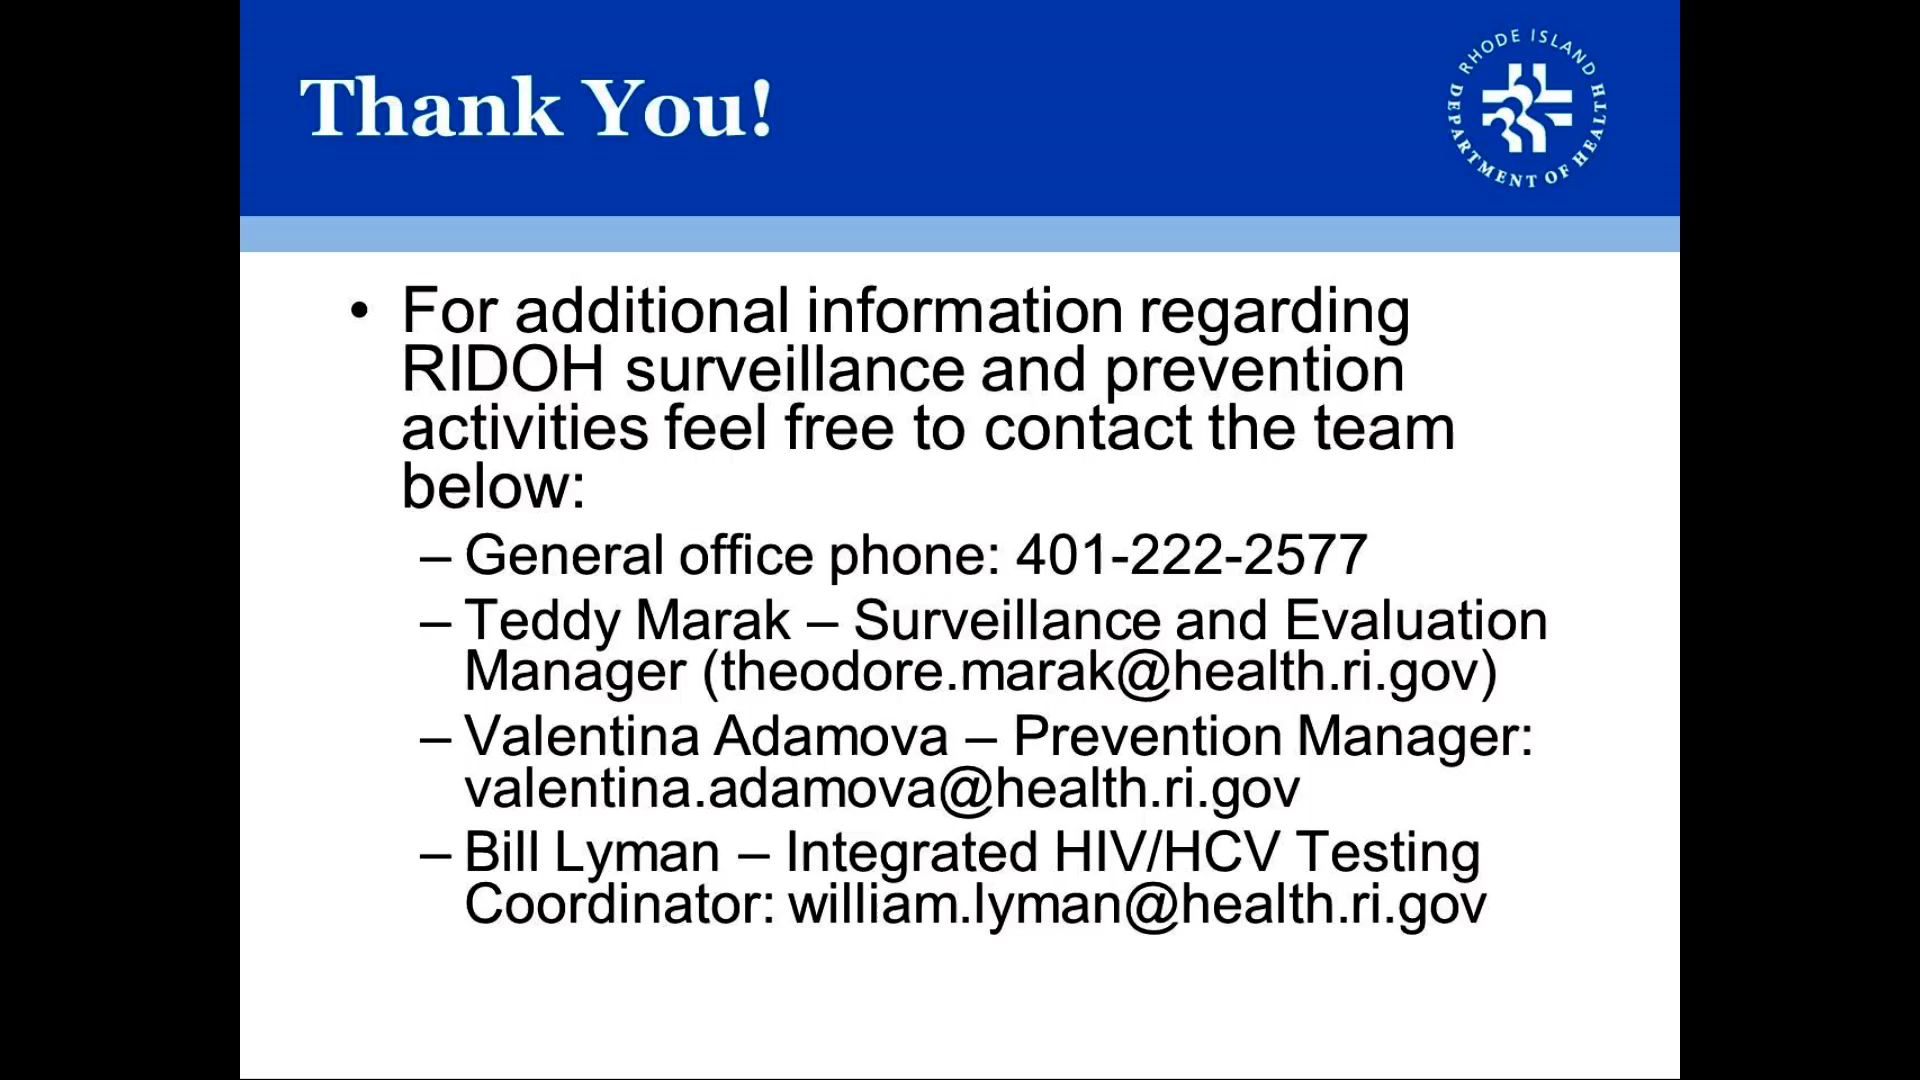 Thank You!
RHODE ISLAND
DEPARTMENT OF HEALTH
• For additional information regarding
RIDOH surveillance and prevention
activities feel free to contact the team
below:
– General office phone: 401-222-2577
– Teddy Marak – Surveillance and Evaluation
Manager (theodore.marak@health.ri.gov)
– Valentina Adamova – Prevention Manager:
valentina.adamova@health.ri.gov
– Bill Lyman – Integrated HIV/HCV Testing
Coordinator: william.lyman@health.ri.gov